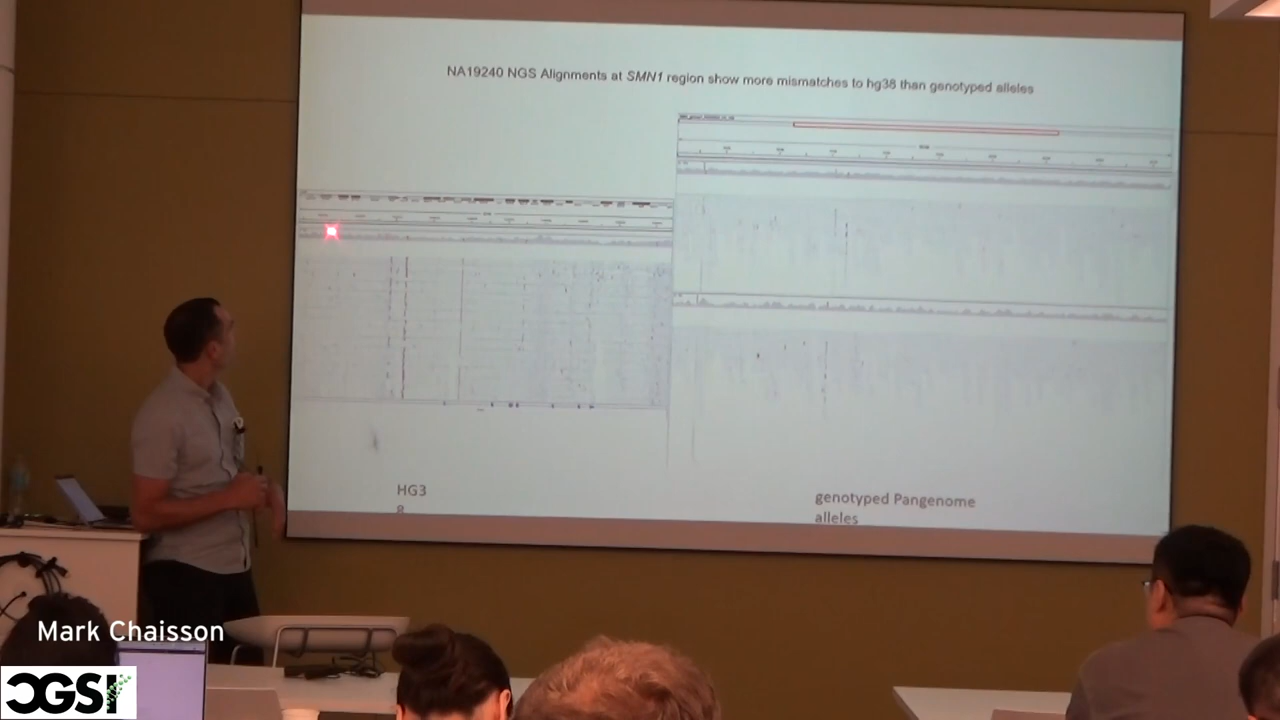 NA19240 NGS Alignments at SMN1 region show more mismatches to hg38 than genotyped alleles
HG3
8
genotyped Pangenome
alleles
Mark Chaisson
CGSI